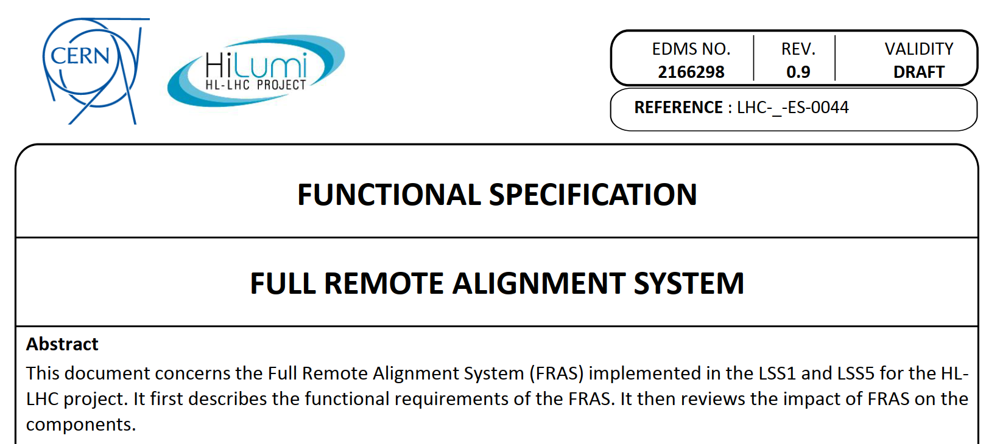 CERN
HiLumi
HL-LHC PROJECT
EDMS NO. REV. VALIDITY
2166298 0.9 DRAFT
REFERENCE : LHC-_-ES-0044
FUNCTIONAL SPECIFICATION
FULL REMOTE ALIGNMENT SYSTEM
Abstract
This document concerns the Full Remote Alignment System (FRAS) implemented in the LSS1 and LSS5 for the HL-
LHC project. It first describes the functional requirements of the FRAS. It then reviews the impact of FRAS on the
components.